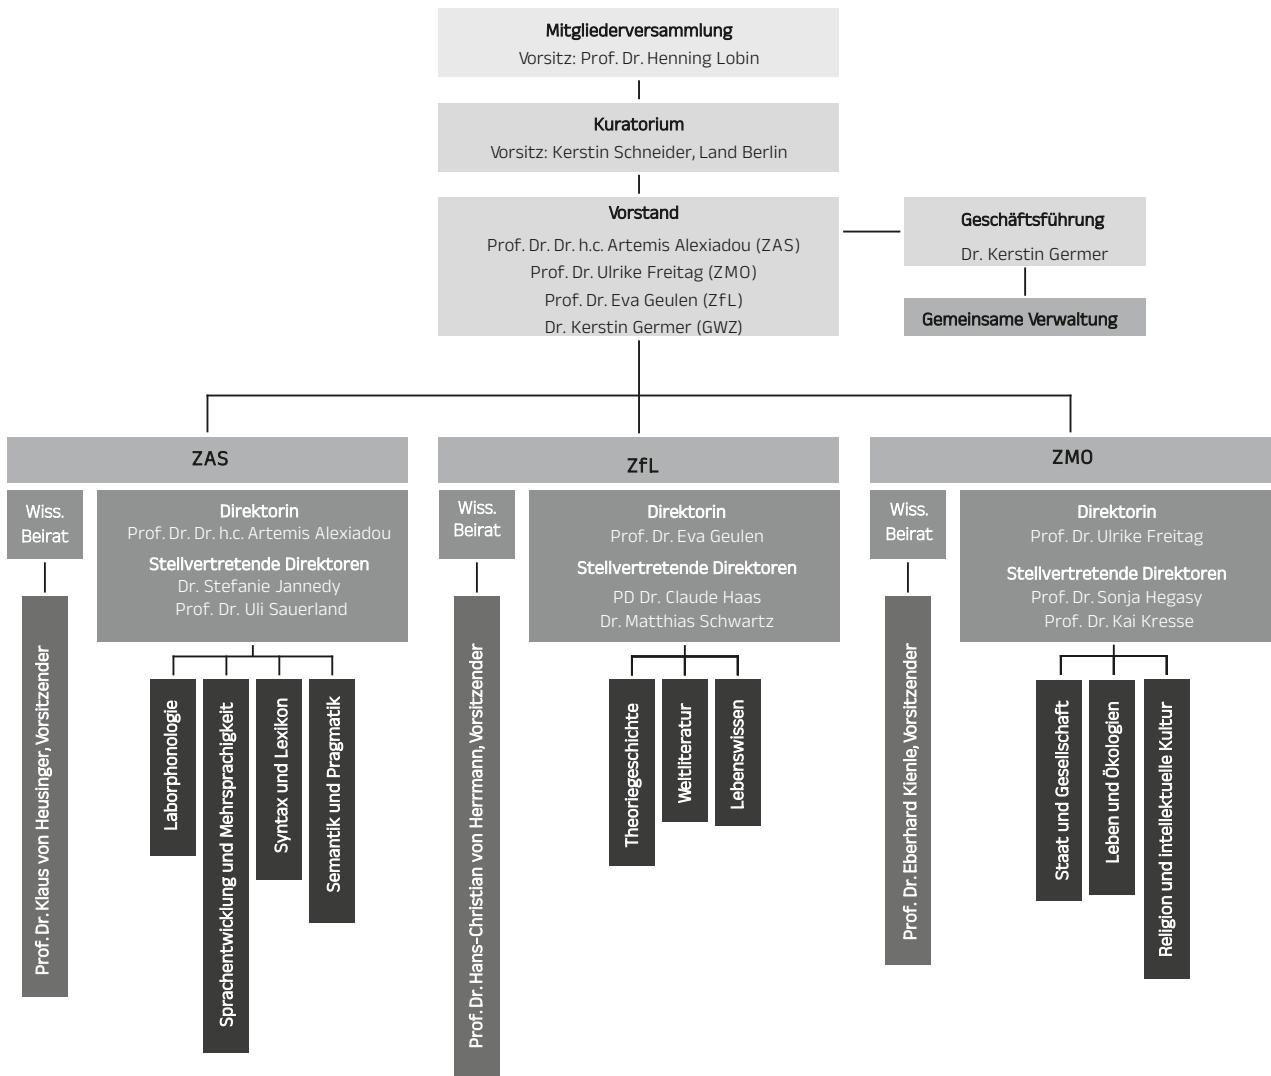 Mitgliederversammlung
Vorsitz: Prof. Dr. Henning Lobin
Kuratorium
Vorsitz: Kerstin Schneider, Land Berlin
Vorstand
Prof. Dr. Dr. h.c. Artemis Alexiadou (ZAS)
Prof. Dr. Ulrike Freitag (ZMO)
Prof. Dr. Eva Geulen (ZfL)
Dr. Kerstin Germer (GWZ)
Geschäftsführung
Dr. Kerstin Germer
Gemeinsame Verwaltung
ZAS
Wiss.
Beirat
Prof. Dr. Klaus von Heusinger, Vorsitzender
Direktorin
Prof. Dr. Dr. h.c. Artemis Alexiadou
Stellvertretende Direktoren
Dr. Stefanie Jannedy
Prof. Dr. Uli Sauerland
Laborphonologie
Sprachentwicklung und Mehrsprachigkeit
Syntax und Lexikon
Semantik und Pragmatik
ZfL
Wiss.
Beirat
Prof. Dr. Hans-Christian von Herrmann, Vorsitzender
Direktorin
Prof. Dr. Eva Geulen
Stellvertretende Direktoren
PD Dr. Claude Haas
Dr. Matthias Schwartz
Theoriegeschichte
Weltliteratur
Lebenswissen
ZMO
Wiss.
Beirat
Prof. Dr. Eberhard Kienle, Vorsitzender
Direktorin
Prof. Dr. Ulrike Freitag
Stellvertretende Direktoren
Prof. Dr. Sonja Hegasy
Prof. Dr. Kai Kresse
Staat und Gesellschaft
Leben und Ökologien
Religion und intellektuelle Kultur